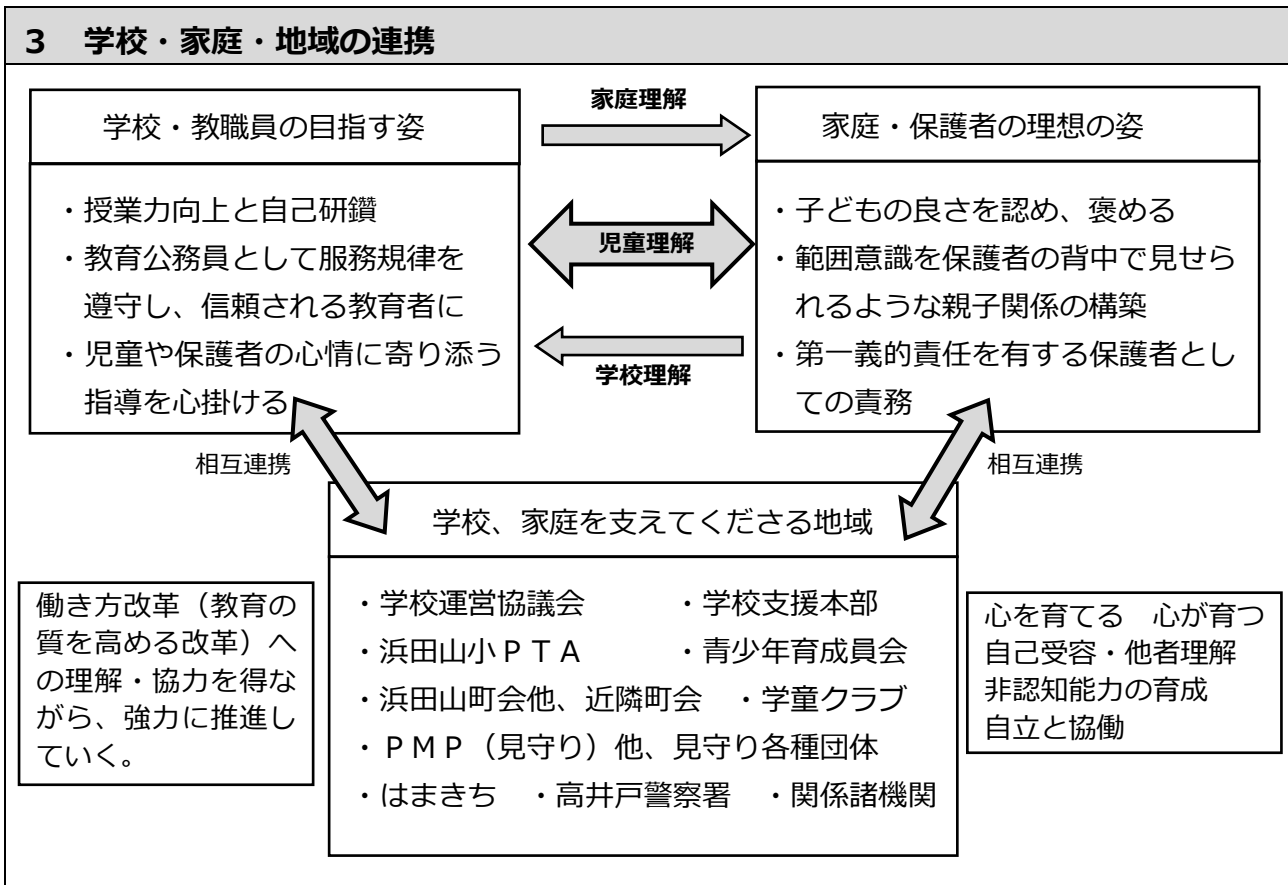 3 学校・家庭・地域の連携
学校・教職員の目指す姿
・授業力向上と自己研鑽
・教育公務員として服務規律を
遵守し、信頼される教育者に
・児童や保護者の心情に寄り添う
指導を心掛ける
家庭理解
児童理解
学校理解
家庭・保護者の理想の姿
・子どもの良さを認め、褒める
・範囲意識を保護者の背中で見せら
れるような親子関係の構築
・第一義的責任を有する保護者とし
ての責務
相互連携
相互連携
学校、家庭を支えてくださる地域
・学校運営協議会 ・学校支援本部
・浜田山小ＰＴＡ ・青少年育成員会
・浜田山町会他、近隣町会 ・学童クラブ
・ＰＭＰ（見守り）他、見守り各種団体
・はまきち ・高井戸警察署 ・関係諸機関
働き方改革（教育の
質を高める改革）へ
の理解・協力を得な
がら、強力に推進し
ていく。
心を育てる 心が育つ
自己受容・他者理解
非認知能力の育成
自立と協働